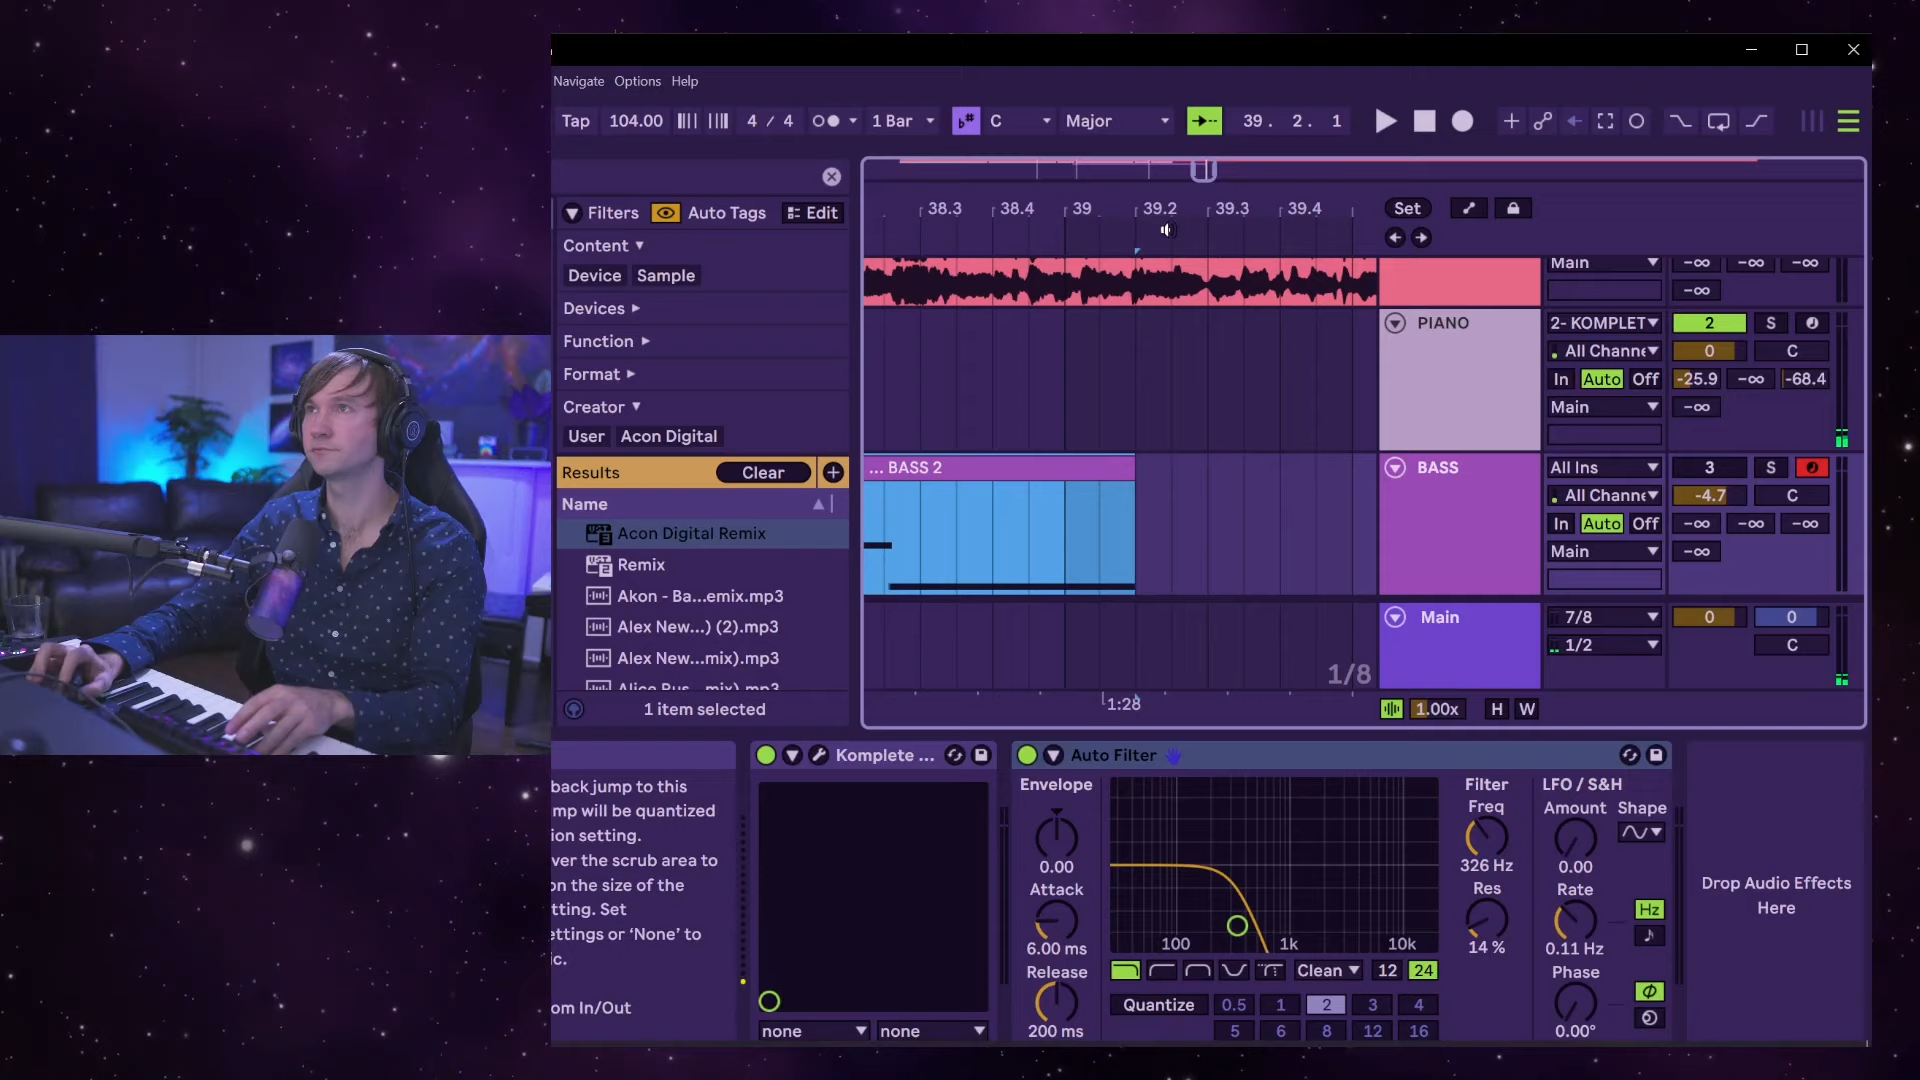 Navigate Options Help
Tap 104.00 4 / 4 1 Bar C Major 39. 2. 1
38.3 38.4 39 39.2 39.3 39.4 Set
Filters Auto Tags Edit
Content
Device Sample
Devices
Function
Format
Creator
User Acon Digital
Results Clear
Name
Acon Digital Remix
Remix
Akon - Ba...emix.mp3
Alex New...) (2).mp3
Alex New...mix).mp3
Alice Rus...mix).mp3
1 item selected
Main -∞ -∞ -∞
-∞
PIANO 2- KOMPLET 2 S
All Channe 0 C
In Auto Off -25.9 -∞ -68.4
Main -∞
... BASS 2
BASS All Ins 3 S
All Channe -4.7 C
In Auto Off -∞ -∞ -∞
Main -∞
Main 7/8 0 0
1/2 C
1/8
1:28
1.00x H W
back jump to this
mp will be quantized
ion setting.
ver the scrub area to
on the size of the
tting. Set
ettings or ‘None’ to
ic.
om In/Out
Komplete ...
none none
Auto Filter
Envelope
0.00
Attack
6.00 ms
Release
200 ms
100 1k 10k
Clean 12 24
Quantize 0.5 1 2 3 4
5 6 8 12 16
Filter
Freq
326 Hz
Res
14 %
LFO / S&H
Amount Shape
0.00
Rate
Hz
0.11 Hz
Phase
0.00°
Drop Audio Effects
Here